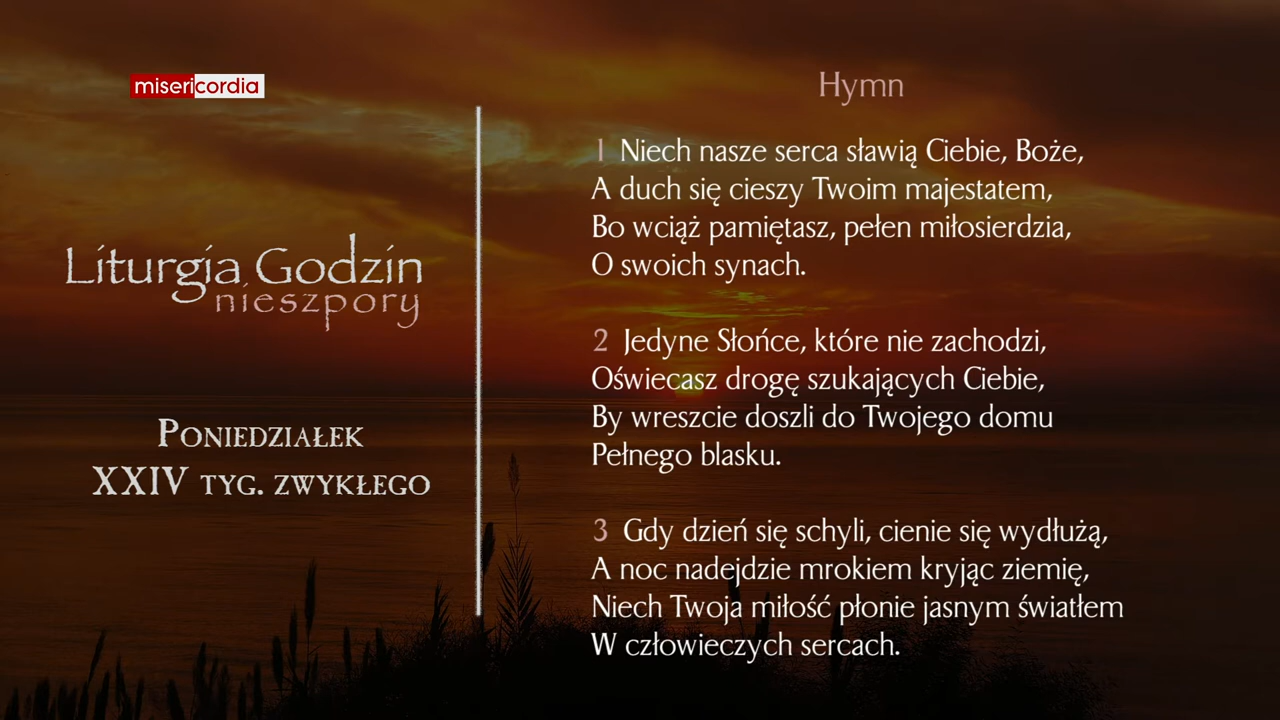 misericordia
Liturgia Godzin
nieszpory
Poniedziałek
XXIV tyg. zwykłego
Hymn
1 Niech nasze serca sławią Ciebie, Boże,
A duch się cieszy Twoim majestatem,
Bo wciąż pamiętasz, pełen miłosierdzia,
O swoich synach.
2 Jedyne Słońce, które nie zachodzi,
Oświecasz drogę szukających Ciebie,
By wreszcie doszli do Twojego domu
Pełnego blasku.
3 Gdy dzień się schyli, cienie się wydłużą,
A noc nadejdzie mrokiem kryjąc ziemię,
Niech Twoja miłość płonie jasnym światłem
W człowieczych sercach.